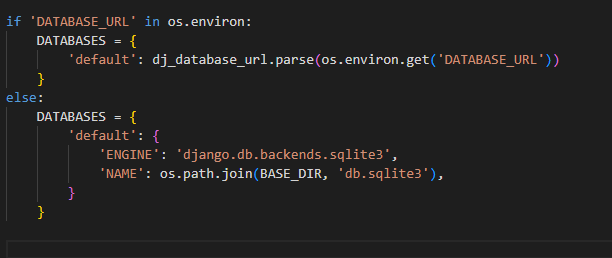 if 'DATABASE_URL' in os.environ:
    DATABASES = {
        'default': dj_database_url.parse(os.environ.get('DATABASE_URL'))
    }
else:
    DATABASES = {
        'default': {
            'ENGINE': 'django.db.backends.sqlite3',
            'NAME': os.path.join(BASE_DIR, 'db.sqlite3'),
        }
    }